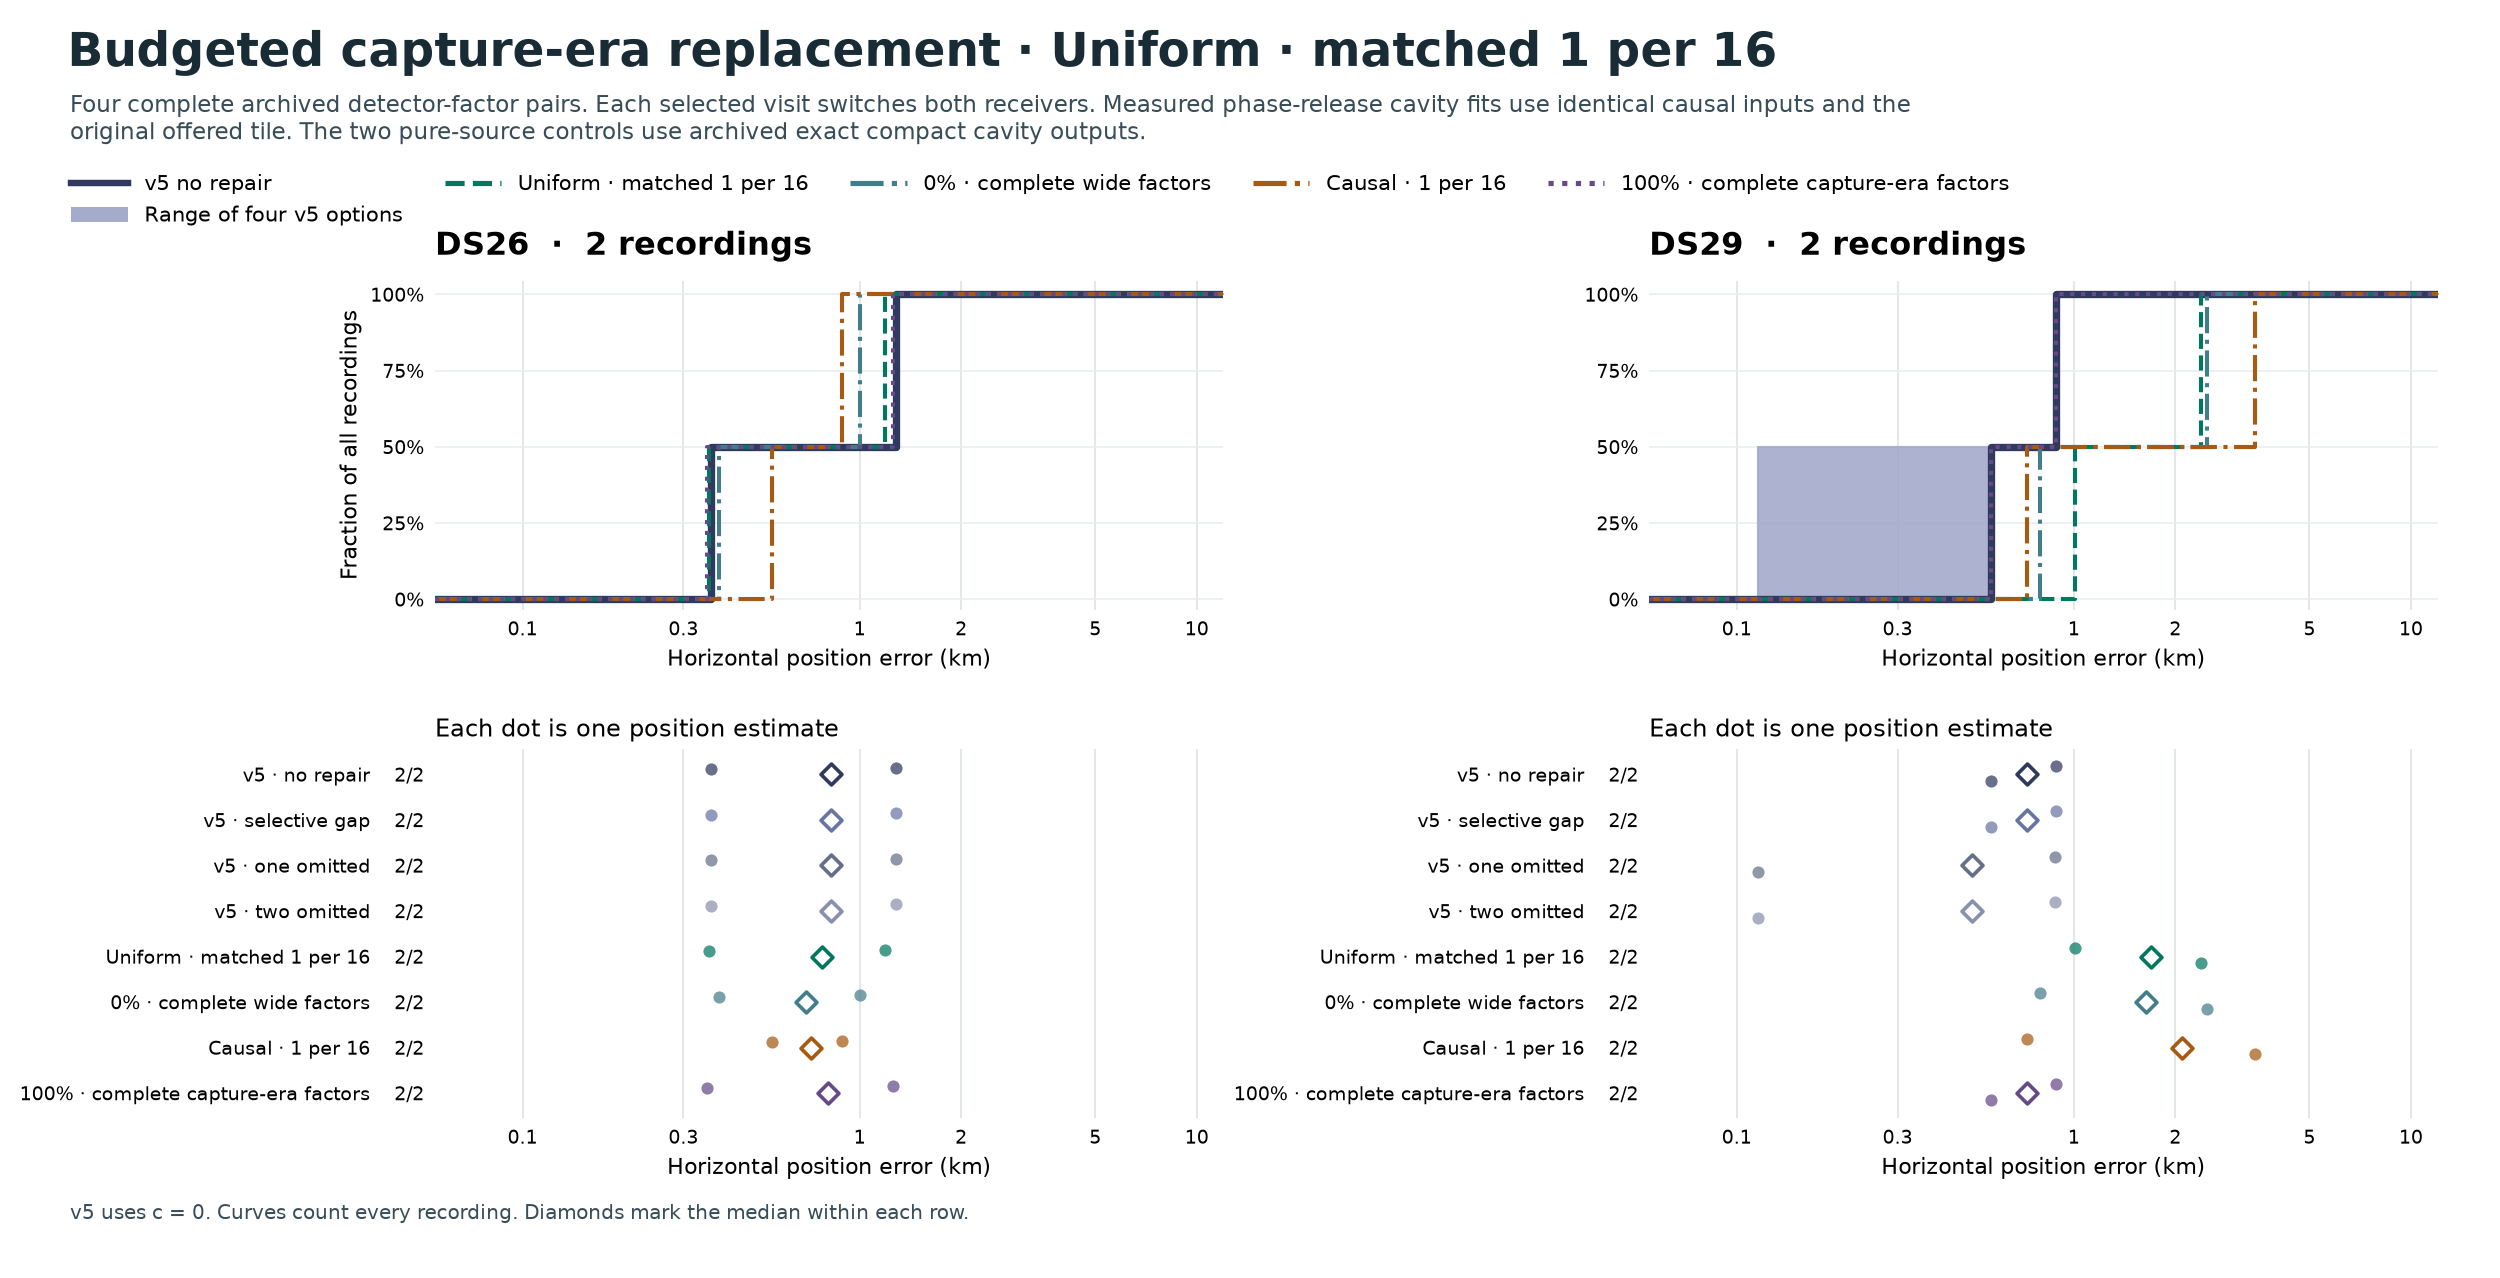 Budgeted capture-era replacement · Uniform · matched 1 per 16
Four complete archived detector-factor pairs. Each selected visit switches both receivers. Measured phase-release cavity fits use identical causal inputs and the
original offered tile. The two pure-source controls use archived exact compact cavity outputs.
v5 no repair
Uniform · matched 1 per 16
0% · complete wide factors
Causal · 1 per 16
100% · complete capture-era factors
Range of four v5 options
DS26 · 2 recordings
Fraction of all recordings
100%
75%
50%
25%
0%
0.1 0.3 1 2 5 10
Horizontal position error (km)
DS29 · 2 recordings
100%
75%
50%
25%
0%
0.1 0.3 1 2 5 10
Horizontal position error (km)
Each dot is one position estimate
v5 · no repair 2/2
v5 · selective gap 2/2
v5 · one omitted 2/2
v5 · two omitted 2/2
Uniform · matched 1 per 16 2/2
0% · complete wide factors 2/2
Causal · 1 per 16 2/2
100% · complete capture-era factors 2/2
0.1 0.3 1 2 5 10
Horizontal position error (km)
Each dot is one position estimate
v5 · no repair 2/2
v5 · selective gap 2/2
v5 · one omitted 2/2
v5 · two omitted 2/2
Uniform · matched 1 per 16 2/2
0% · complete wide factors 2/2
Causal · 1 per 16 2/2
100% · complete capture-era factors 2/2
0.1 0.3 1 2 5 10
Horizontal position error (km)
v5 uses c = 0. Curves count every recording. Diamonds mark the median within each row.